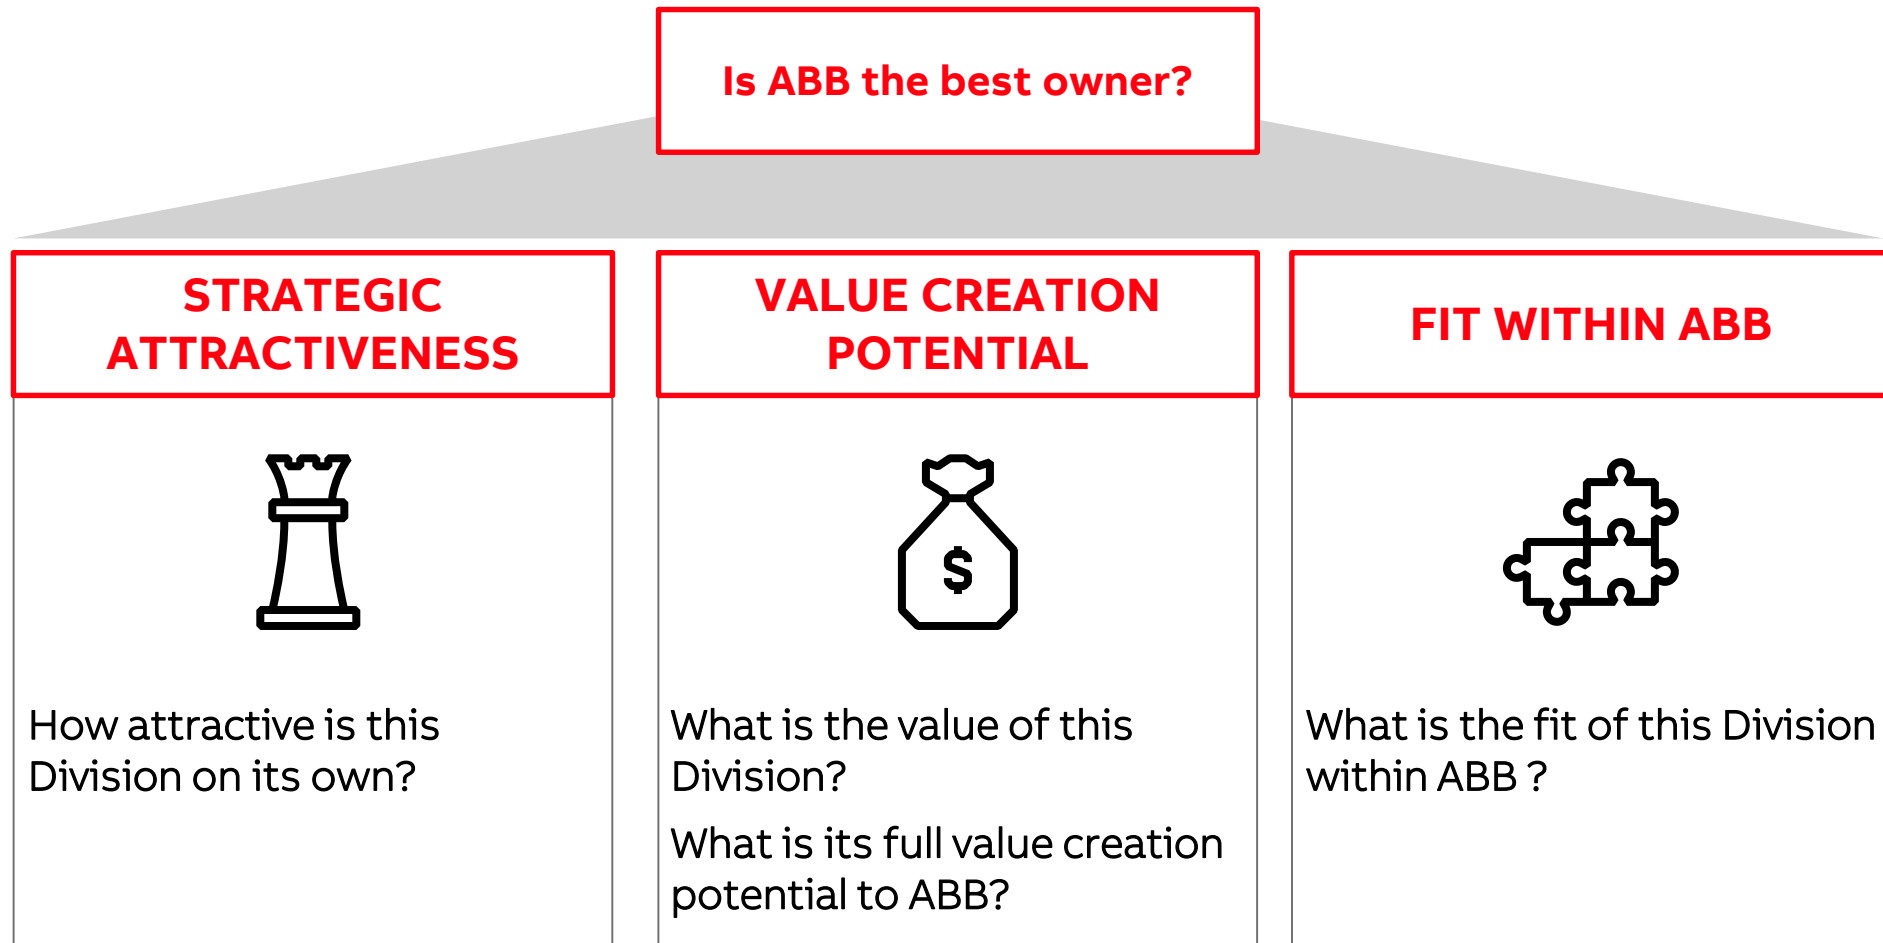 Is ABB the best owner?
STRATEGIC
ATTRACTIVENESS
VALUE CREATION
POTENTIAL
FIT WITHIN ABB
$
How attractive is this
Division on its own?
What is the value of this
Division?
What is its full value creation
potential to ABB?
What is the fit of this Division
within ABB ?